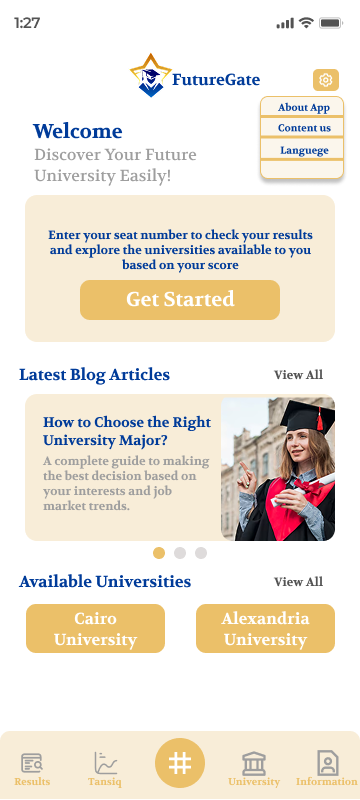 1:27
FutureGate
About App
Content us
Languege
Welcome
Discover Your Future
University Easily!
Enter your seat number to check your results
and explore the universities available to you
based on your score
Get Started
Latest Blog Articles
View All
How to Choose the Right
University Major?
A complete guide to making
the best decision based on
your interests and job
market trends.
Available Universities
View All
Cairo
University
Alexandria
University
#
Results
Tansiq
University
Information